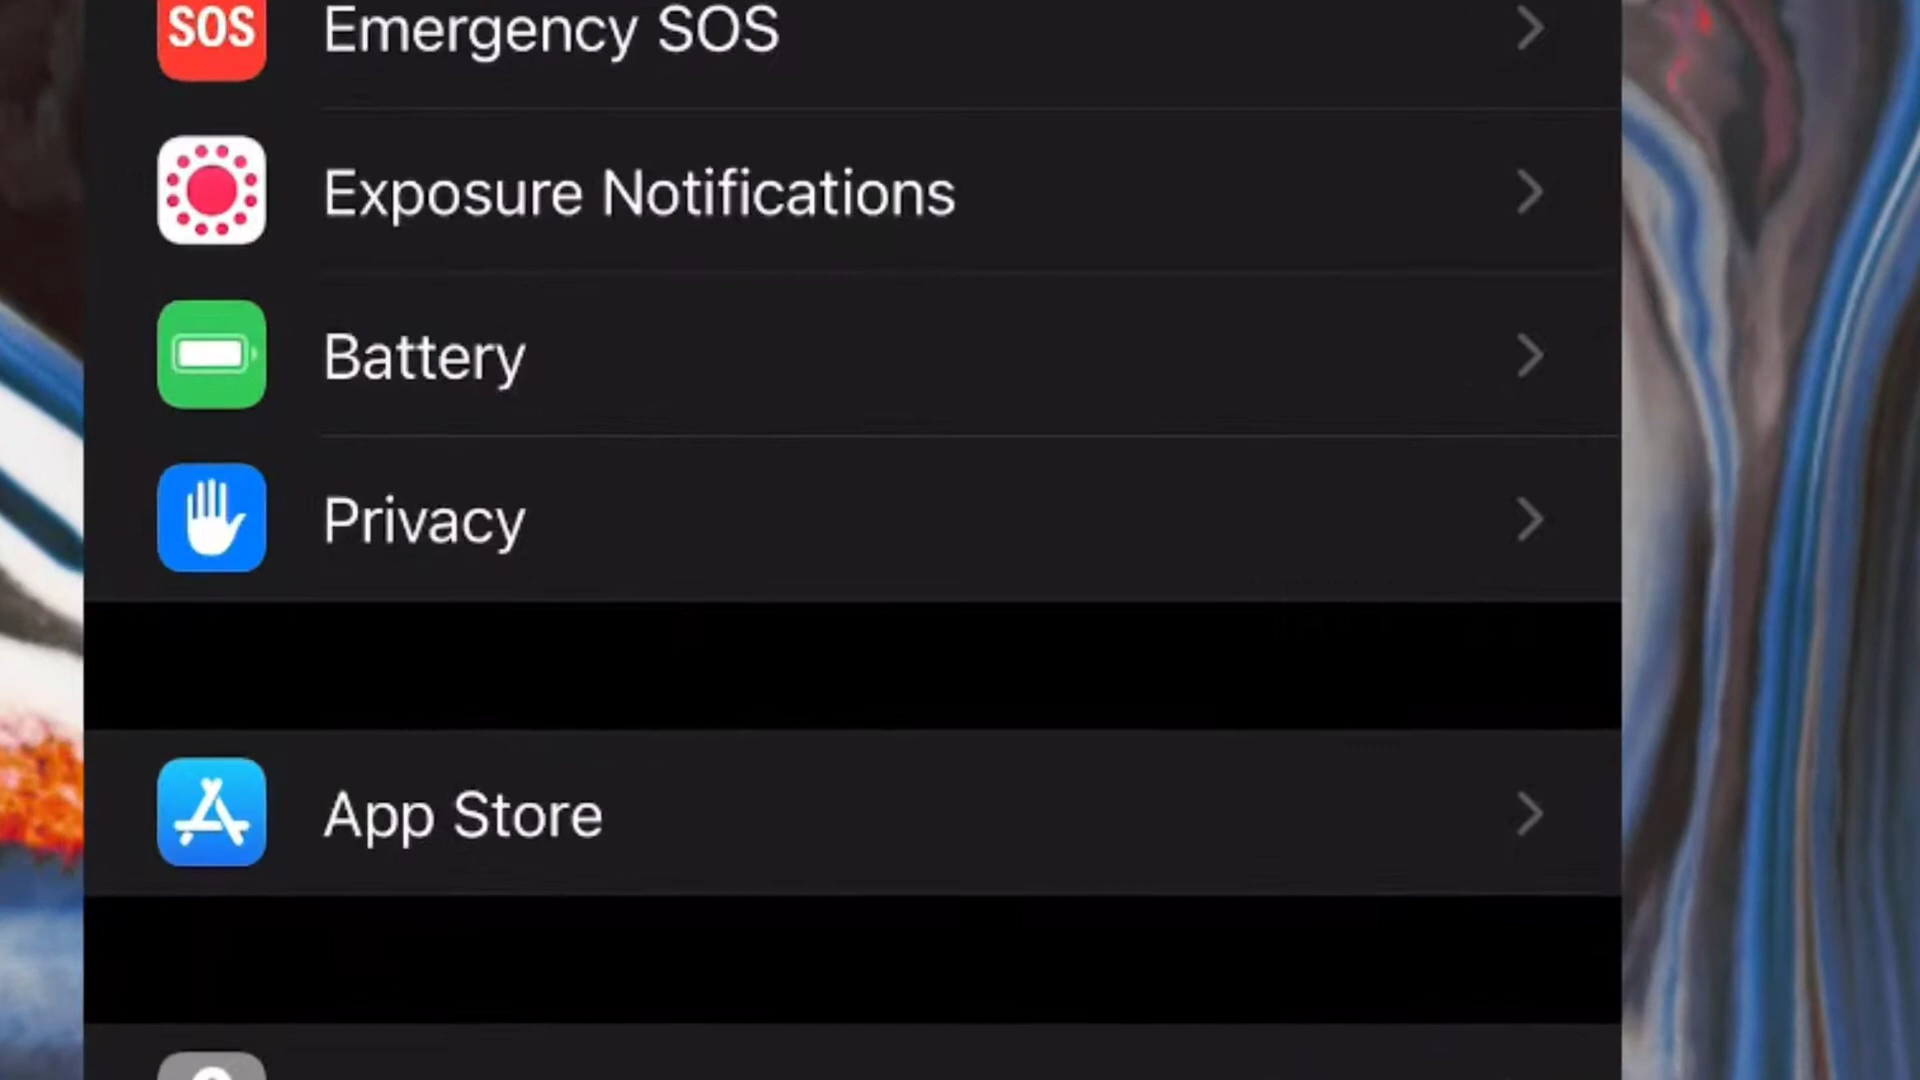 SOS Emergency SOS
Exposure Notifications
Battery
Privacy
App Store